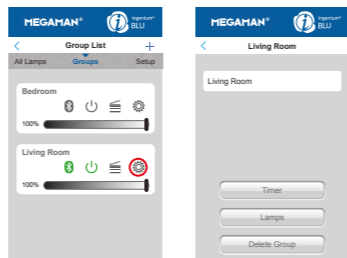 MEGAMAN®
ingenium®
BLU
Group List
All Lamps Groups Setup
Bedroom
100%
Living Room
100%
MEGAMAN®
ingenium®
BLU
Living Room
Living Room
Timer
Lamps
Delete Group